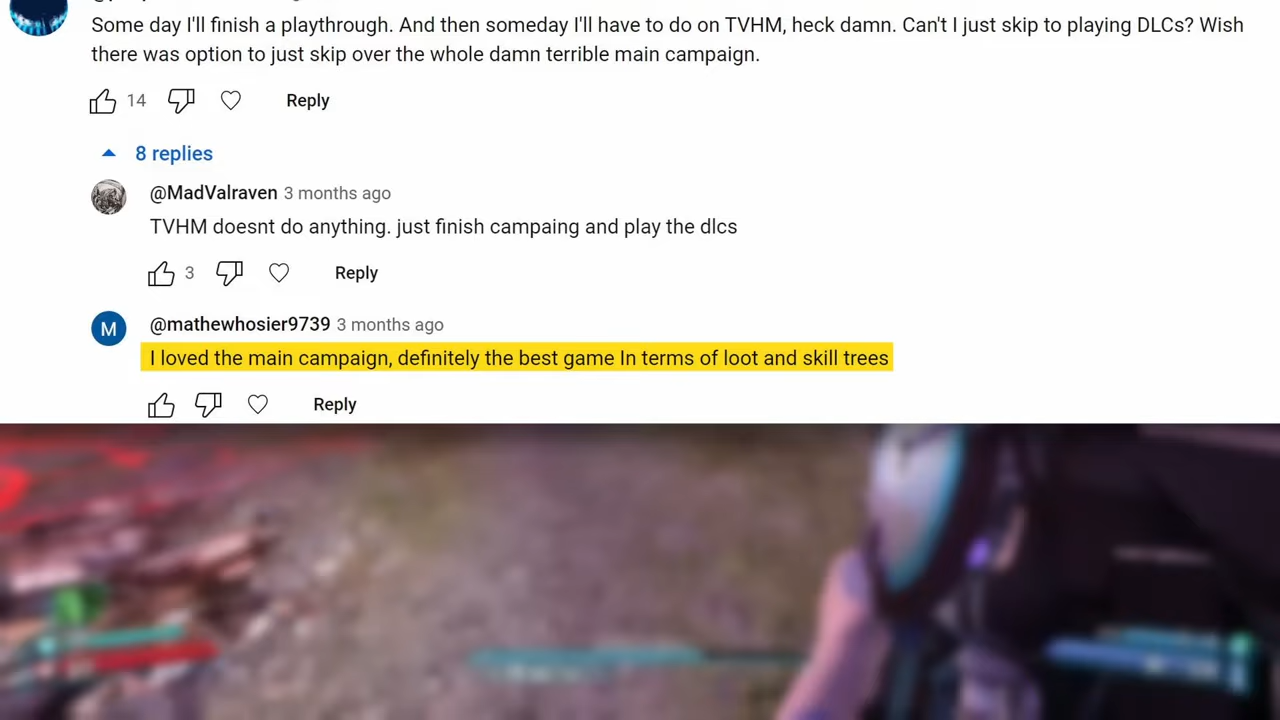 Some day I'll finish a playthrough. And then someday I'll have to do on TVHM, heck damn. Can't I just skip to playing DLCs? Wish
there was option to just skip over the whole damn terrible main campaign.
14
Reply
8 replies
@MadValraven 3 months ago
TVHM doesnt do anything. just finish campaing and play the dlcs
3
Reply
M
@mathewhosier9739 3 months ago
I loved the main campaign, definitely the best game In terms of loot and skill trees
Reply